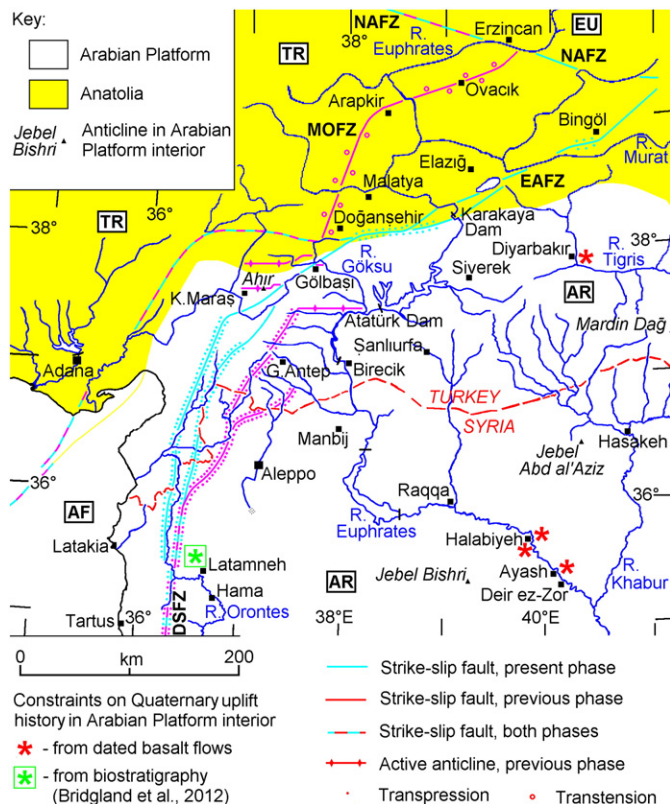 Key:
Arabian Platform
Anatolia
Jebel Bishri
Anticline in Arabian Platform interior
NAFZ
38°
R. Euphrates
Erzincan
EU
NAFZ
TR
Ovacık
Arapkir
MOFZ
Bingöl
R. Murat
Elazığ
EAFZ
Malatya
36°
38°
TR
Doğanşehir
Karakaya Dam
38°
Diyarbakır
R. Tigris
R. Göksu
Siverek
Ahır
Gölbaşı
K.Maraş
AR
Atatürk Dam
Mardin Dağ
Şanlıurfa
Adana
G.Antep
Birecik
TURKEY
SYRIA
Manbij
Hasakeh
Jebel Abd al'Aziz
Aleppo
36°
36°
AF
Raqqa
R. Euphrates
Latakia
Halabiyeh
R. Khabur
Latamneh
AR
Jebel Bishri
Ayash
Hama
Deir ez-Zor
R. Orontes
Tartus
36°
DSFZ
38°E
40°E
0
km
200
Strike-slip fault, present phase
Strike-slip fault, previous phase
Strike-slip fault, both phases
Active anticline, previous phase
Transpression
Transtension
Constraints on Quaternary uplift
history in Arabian Platform interior
- from dated basalt flows
- from biostratigraphy
(Bridgland et al., 2012)